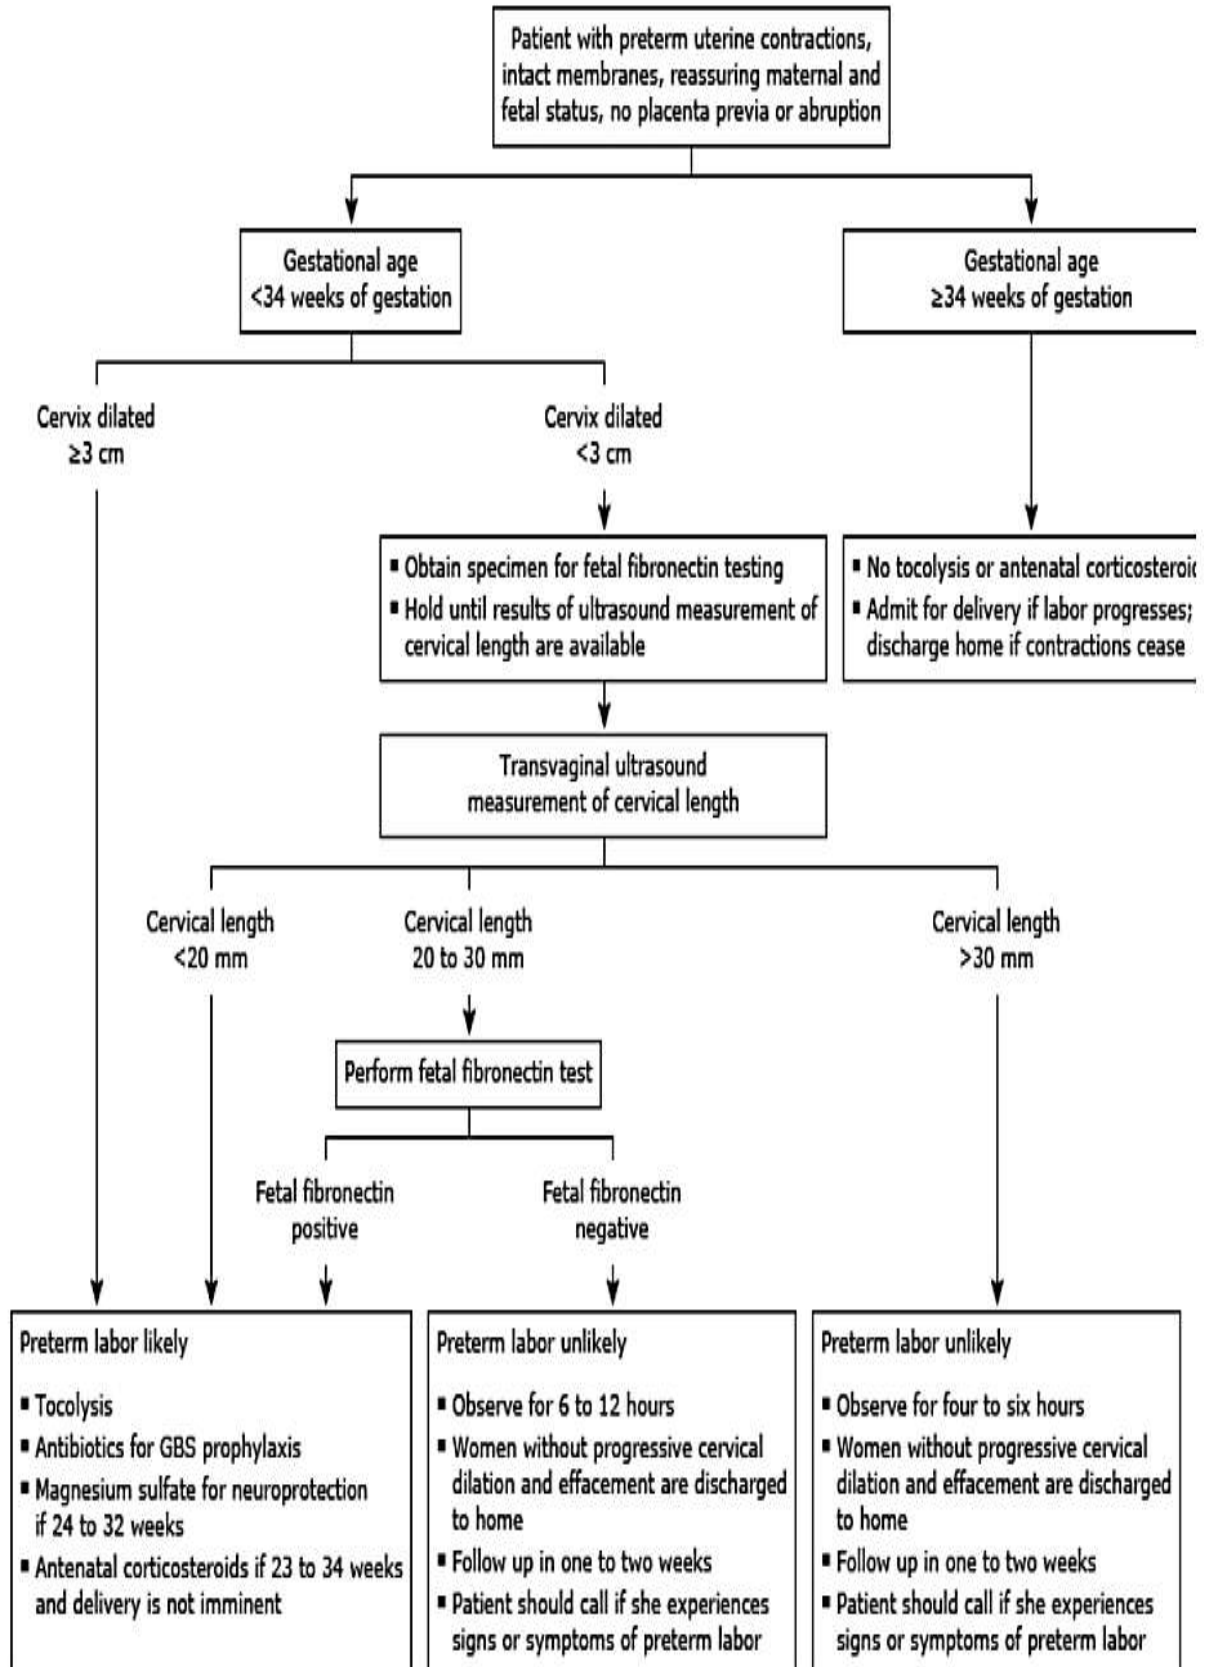 Patient with preterm uterine contractions,
intact membranes, reassuring maternal and
fetal status, no placenta previa or abruption
Gestational age
<34 weeks of gestation
Gestational age
≥34 weeks of gestation
Cervix dilated
≥3 cm
Cervix dilated
<3 cm
▪ Obtain specimen for fetal fibronectin testing
▪ Hold until results of ultrasound measurement of
cervical length are available
▪ No tocolysis or antenatal
▪ Admit for delivery if labor progresses;
discharge home if contractions cease
Transvaginal ultrasound
measurement of cervical length
Cervical length
<20 mm
Cervical length
20 to 30 mm
Cervical length
>30 mm
Perform fetal fibronectin test
Fetal fibronectin
positive
Fetal fibronectin
negative
Preterm labor likely
▪ Tocolysis
▪ Antibiotics for GBS prophylaxis
▪ Magnesium sulfate for neuroprotection
if 24 to 32 weeks
▪ Antenatal corticosteroids if 23 to 34 weeks
and delivery is not imminent
Preterm labor unlikely
▪ Observe for 6 to 12 hours
▪ Women without progressive cervical
dilation and effacement are discharged
to home
▪ Follow up in one to two weeks
▪ Patient should call if she experiences
signs or symptoms of preterm labor
Preterm labor unlikely
▪ Observe for four to six hours
▪ Women without progressive cervical
dilation and effacement are discharged
to home
▪ Follow up in one to two weeks
▪ Patient should call if she experiences
signs or symptoms of preterm labor